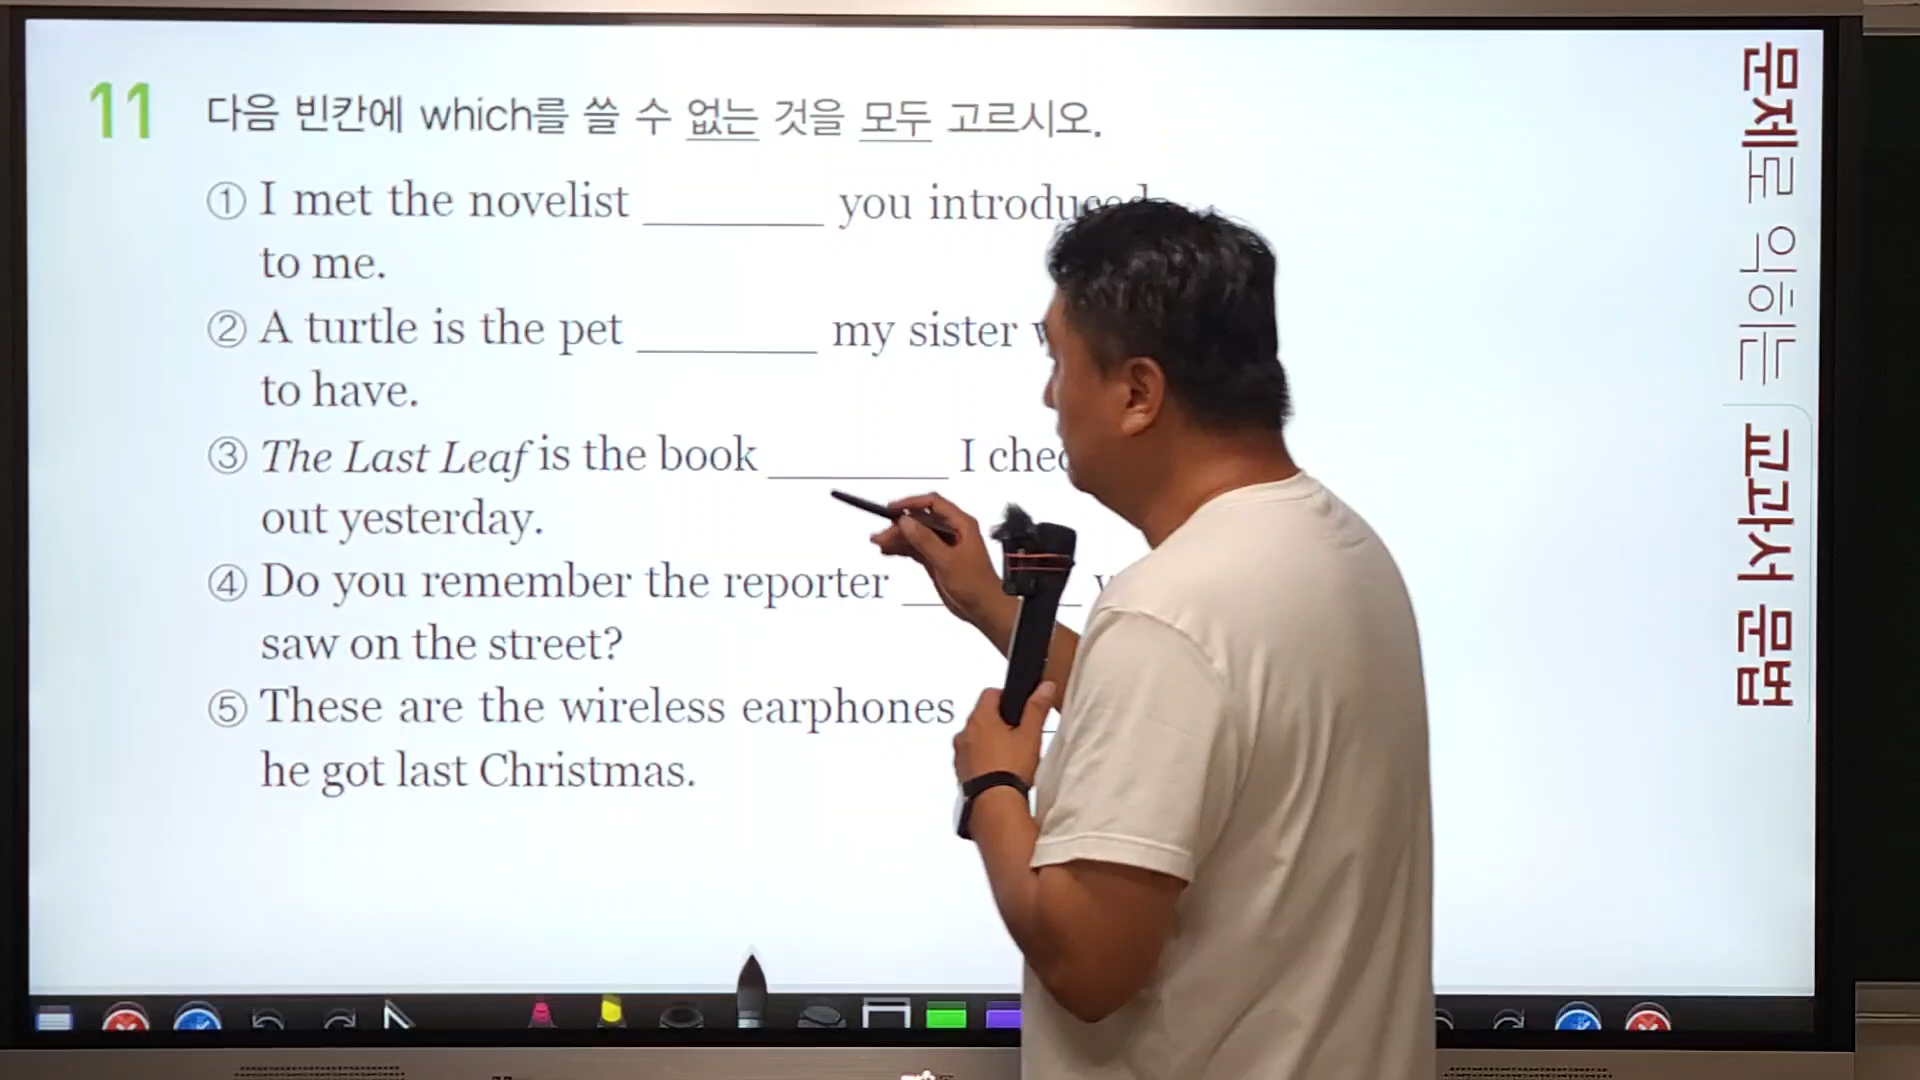 11 다음 빈칸에 which를 쓸 수 없는 것을 모두 고르시오.
① I met the novelist ________ you introduced
to me.
② A turtle is the pet ________ my sister
to have.
③ The Last Leaf is the book ________ I
out yesterday.
④ Do you remember the reporter ________
saw on the street?
⑤ These are the wireless earphones
he got last Christmas.
문제로 익히는 교과서 문법